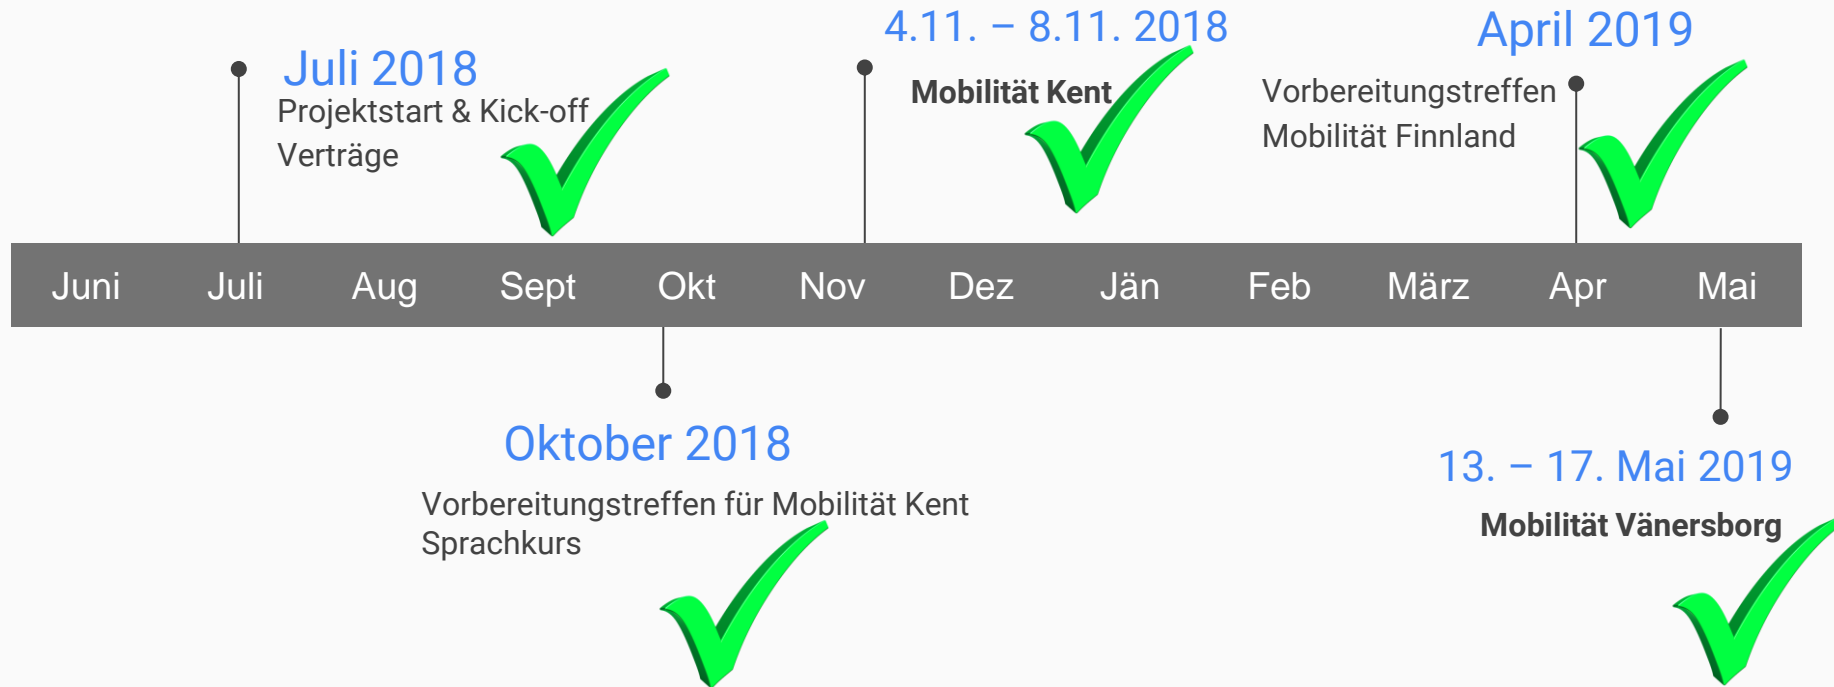 Juli 2018
Projektstart & Kick-off
Verträge
4.11. – 8.11. 2018
Mobilität Kent
April 2019
Vorbereitungstreffen
Mobilität Finnland
Juni Juli Aug Sept Okt Nov Dez Jän Feb März Apr Mai
Oktober 2018
Vorbereitungstreffen für Mobilität Kent
Sprachkurs
13. – 17. Mai 2019
Mobilität Vänersborg